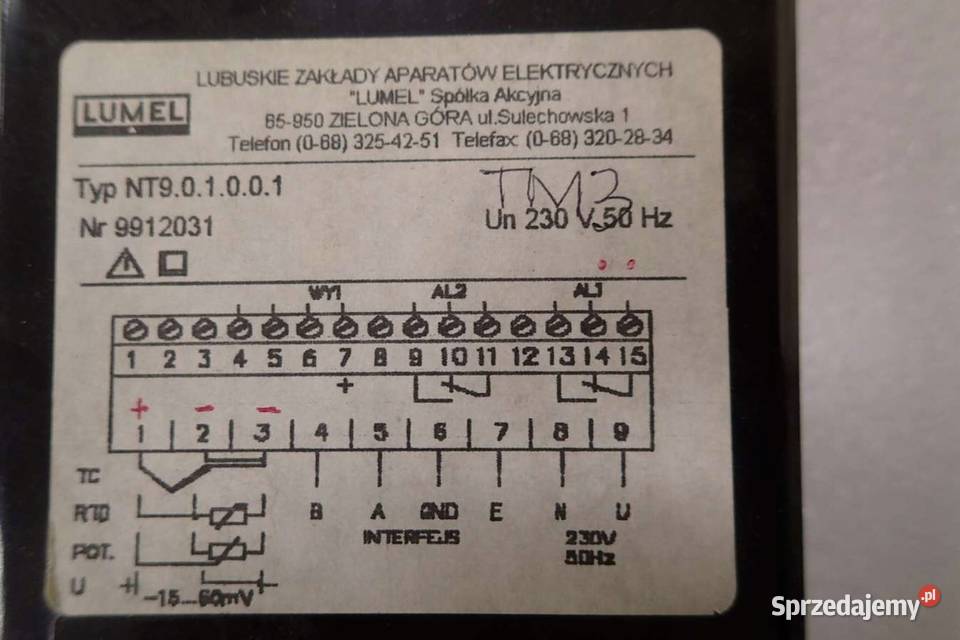 LUBUSKIE ZAKŁADY APARATÓW ELEKTRYCZNYCH
LUMEL
"LUMEL" Spółka Akcyjna
65-950 ZIELONA GÓRA ul.Sulechowska 1
Telefon (0-68) 325-42-51 Telefax (0-68) 320-28-34
Typ NT9.0.1.0.0.1
TM3
Nr 9912031
Un 230 V 50 Hz
WY1 AL2 AL1
1 2 3 4 5 6 7 8 9 10 11 12 13 14 15
+
+ - -
1 2 3 4 5 6 7 8 9
TC
RTD B A GND E N U
INTERFEJS 230V
50Hz
POT.
U + -15...60mV
Sprzedajemy.pl